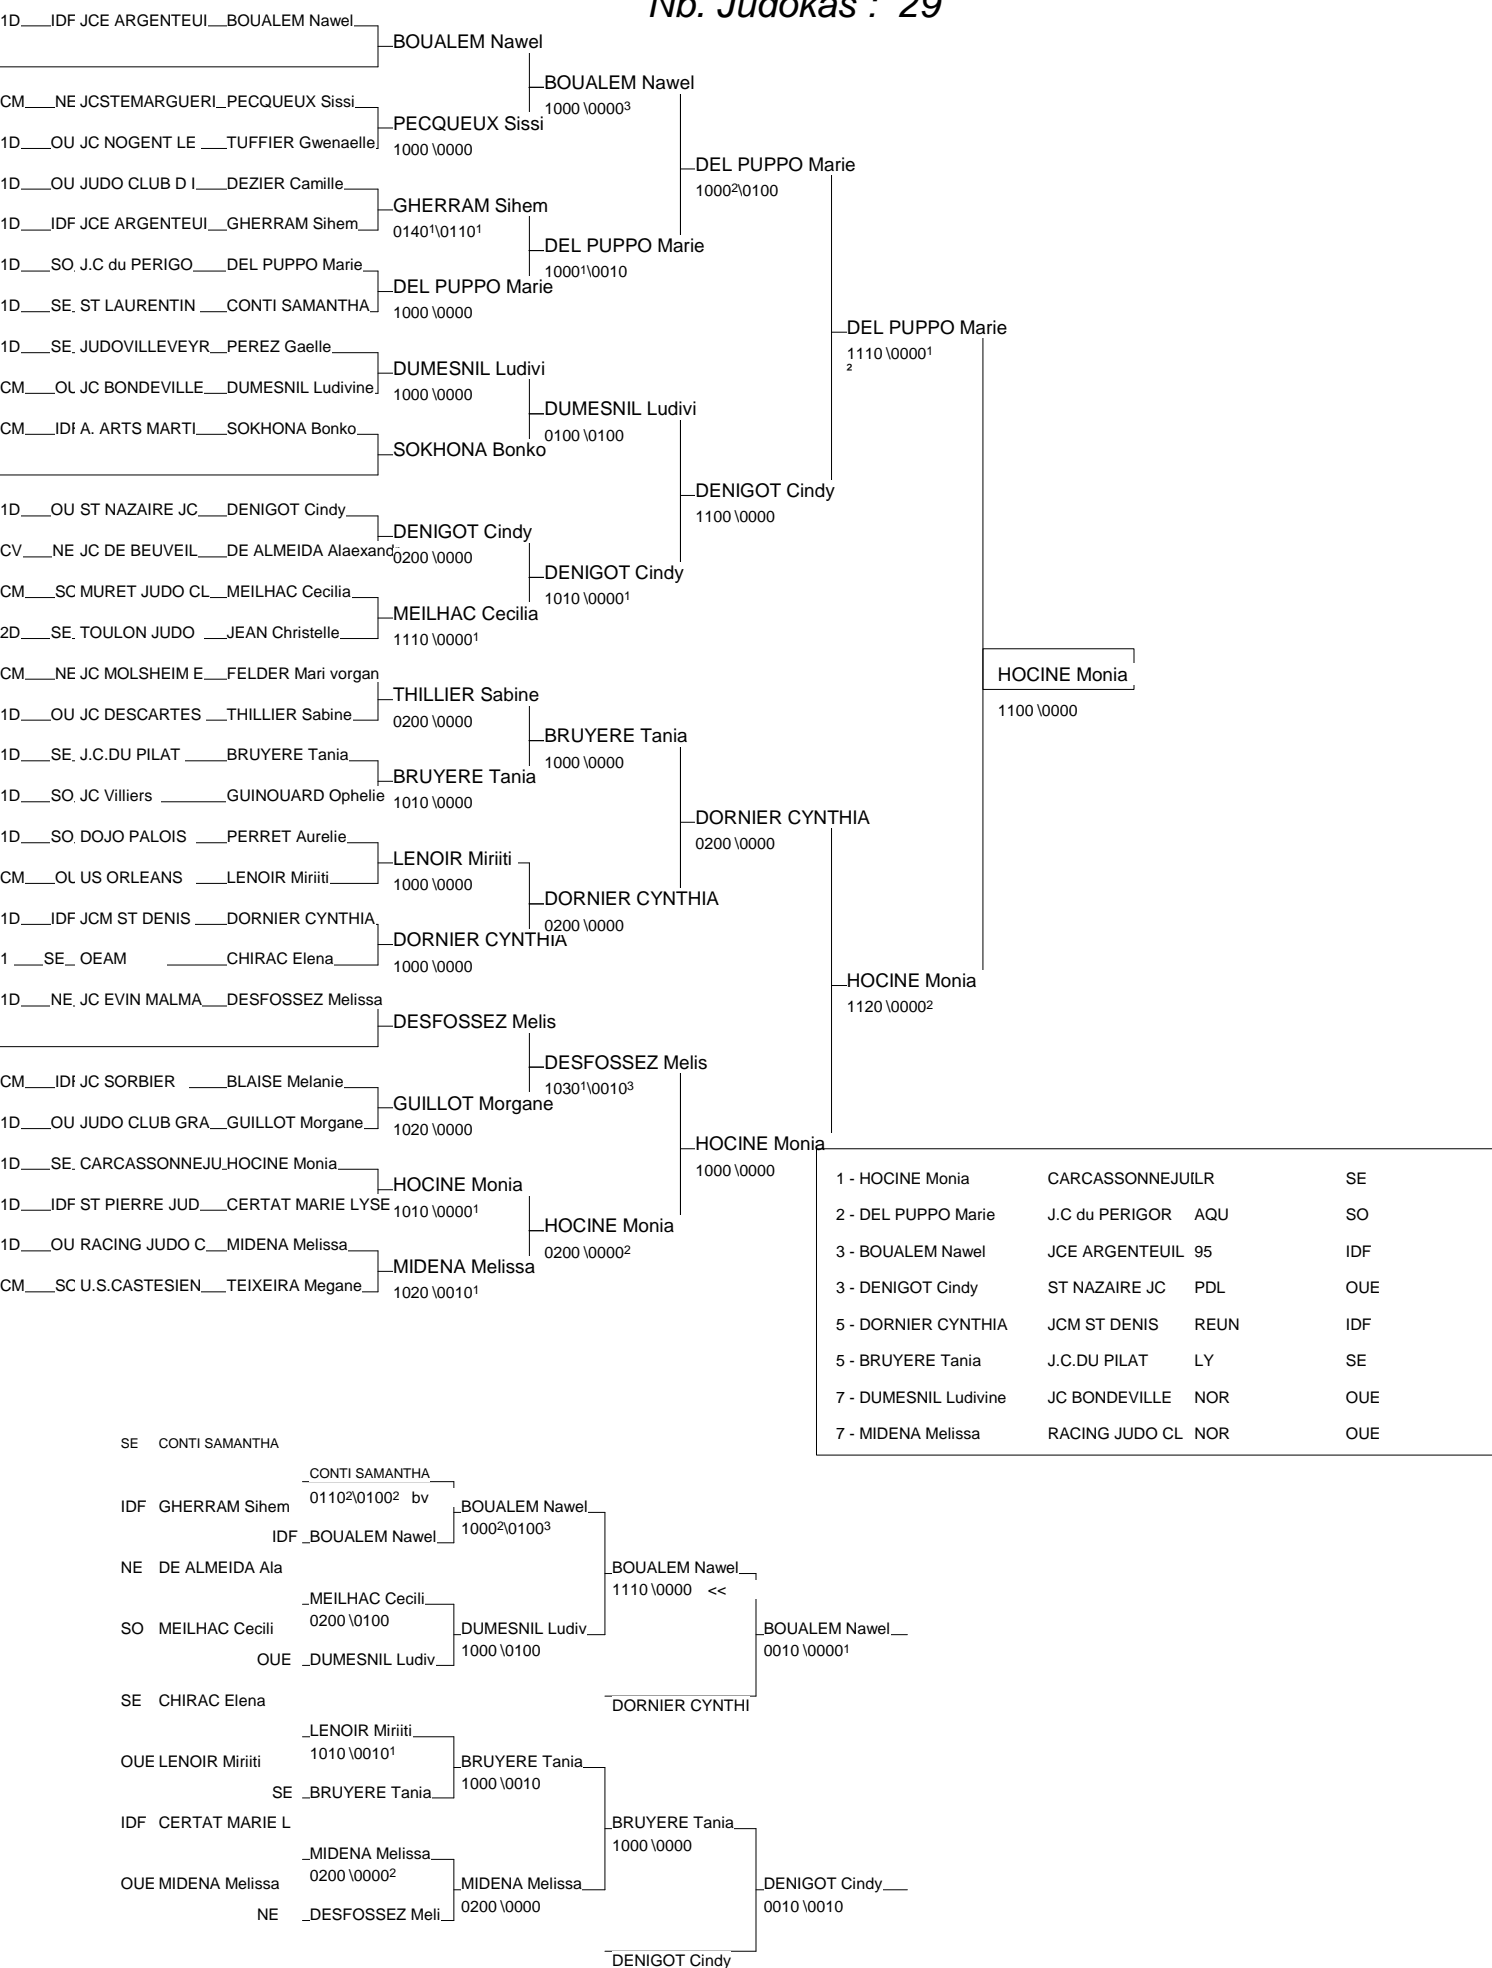 Nb. Judokas : 29
1D IDF JCE ARGENTEUI BOUALEM Nawel
BOUALEM Nawel
BOUALEM Nawel
1000 \0000³
CM NE JCSTEMARGUERI PECQUEUX Sissi
PECQUEUX Sissi
1000 \0000
1D OU JC NOGENT LE TUFFIER Gwenaelle
DEL PUPPO Marie
1000²\0100
1D OU JUDO CLUB D I DEZIER Camille
GHERRAM Sihem
0140¹\0110¹
1D IDF JCE ARGENTEUI GHERRAM Sihem
DEL PUPPO Marie
1000¹\0010
1D SO J.C du PERIGO DEL PUPPO Marie
DEL PUPPO Marie
1000 \0000
1D SE ST LAURENTIN CONTI SAMANTHA
DEL PUPPO Marie
1110 \0000¹
²
1D SE JUDOVILLEVEYR PEREZ Gaelle
DUMESNIL Ludivi
1000 \0000
CM OU JC BONDEVILLE DUMESNIL Ludivine
DUMESNIL Ludivi
0100 \0100
CM IDF A. ARTS MARTI SOKHONA Bonko
SOKHONA Bonko
DENIGOT Cindy
1100 \0000
1D OU ST NAZAIRE JC DENIGOT Cindy
DENIGOT Cindy
0200 \0000
CV NE JC DE BEUVEIL DE ALMEIDA Alaexand
DENIGOT Cindy
1010 \0000¹
CM SO MURET JUDO CL MEILHAC Cecilia
MEILHAC Cecilia
1110 \0000¹
2D SE TOULON JUDO JEAN Christelle
HOCINE Monia
1100 \0000
CM NE JC MOLSHEIM E FELDER Mari vorgan
THILLIER Sabine
0200 \0000
1D OU JC DESCARTES THILLIER Sabine
BRUYERE Tania
1000 \0000
1D SE J.C.DU PILAT BRUYERE Tania
BRUYERE Tania
1010 \0000
1D SO JC Villiers GUINOUARD Ophelie
DORNIER CYNTHIA
0200 \0000
1D SO DOJO PALOIS PERRET Aurelie
LENOIR Miriiti
1000 \0000
CM OU US ORLEANS LENOIR Miriiti
DORNIER CYNTHIA
0200 \0000
1D IDF JCM ST DENIS DORNIER CYNTHIA
DORNIER CYNTHIA
1000 \0000
1 SE OEAM CHIRAC Elena
HOCINE Monia
1120 \0000²
1D NE JC EVIN MALMA DESFOSSEZ Melissa
DESFOSSEZ Melis
DESFOSSEZ Melis
1030¹\0010³
CM IDF JC SORBIER BLAISE Melanie
GUILLOT Morgane
1020 \0000
1D OU JUDO CLUB GRA GUILLOT Morgane
HOCINE Monia
1000 \0000
1D SE CARCASSONNEJU HOCINE Monia
HOCINE Monia
1010 \0000¹
1D IDF ST PIERRE JUD CERTAT MARIE LYSE
HOCINE Monia
0200 \0000²
1D OU RACING JUDO C MIDENA Melissa
MIDENA Melissa
1020 \0010¹
CM SO U.S.CASTESIEN TEIXEIRA Megane
1 - HOCINE Monia CARCASSONNEJUILR SE
2 - DEL PUPPO Marie J.C du PERIGOR AQU SO
3 - BOUALEM Nawel JCE ARGENTEUIL 95 IDF
3 - DENIGOT Cindy ST NAZAIRE JC PDL OUE
5 - DORNIER CYNTHIA JCM ST DENIS REUN IDF
5 - BRUYERE Tania J.C.DU PILAT LY SE
7 - DUMESNIL Ludivine JC BONDEVILLE NOR OUE
7 - MIDENA Melissa RACING JUDO CL NOR OUE
SE CONTI SAMANTHA
CONTI SAMANTHA
0110²\0100² bv
IDF GHERRAM Sihem
BOUALEM Nawel
1000²\0100³
IDF BOUALEM Nawel
NE DE ALMEIDA Ala
BOUALEM Nawel
1110 \0000 <<
MEILHAC Cecili
0200 \0100
SO MEILHAC Cecili
DUMESNIL Ludiv
1000 \0100
BOUALEM Nawel
0010 \0000¹
OUE DUMESNIL Ludiv
SE CHIRAC Elena
DORNIER CYNTHI
LENOIR Miriiti
1010 \0010¹
OUE LENOIR Miriiti
BRUYERE Tania
1000 \0010
SE BRUYERE Tania
IDF CERTAT MARIE L
BRUYERE Tania
1000 \0000
MIDENA Melissa
0200 \0000²
OUE MIDENA Melissa
MIDENA Melissa
0200 \0000
DENIGOT Cindy
0010 \0010
NE DESFOSSEZ Meli
DENIGOT Cindy